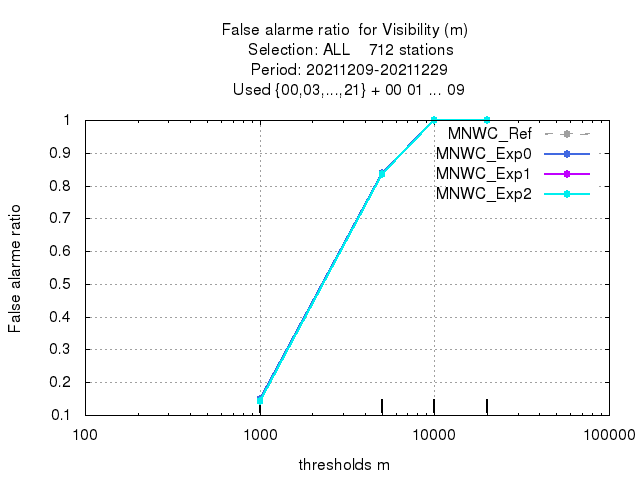 False alarme ratio  for Visibility (m)
Selection: ALL    712 stations
Period: 20211209-20211229
Used {00,03,...,21} + 00 01 ... 09
MNWC_Ref
MNWC_Exp0
MNWC_Exp1
MNWC_Exp2
False alarme ratio
1
0.9
0.8
0.7
0.6
0.5
0.4
0.3
0.2
0.1
100
1000
10000
100000
thresholds m